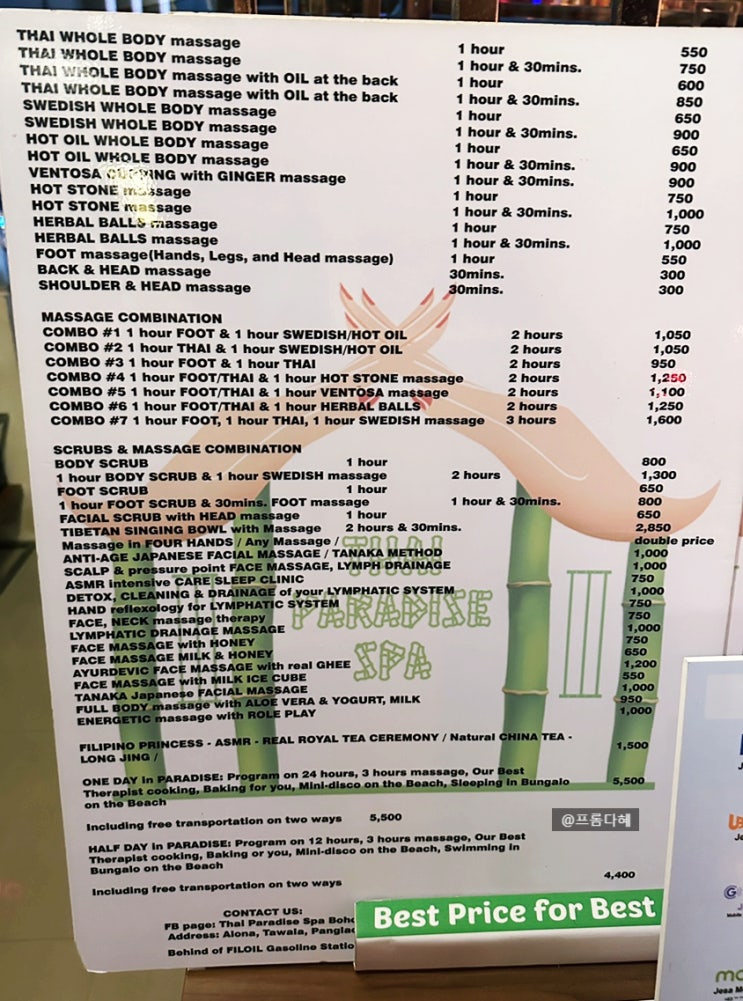 THAI WHOLE BODY massage 1 hour 550
THAI WHOLE BODY massage 1 hour & 30mins. 750
THAI WHOLE BODY massage with OIL at the back 1 hour 600
THAI WHOLE BODY massage with OIL at the back 1 hour & 30mins. 850
SWEDISH WHOLE BODY massage 1 hour 650
SWEDISH WHOLE BODY massage 1 hour & 30mins. 900
HOT OIL WHOLE BODY massage 1 hour 650
HOT OIL WHOLE BODY massage 1 hour & 30mins. 900
VENTOSA CUPPING with GINGER massage 1 hour & 30mins. 900
HOT STONE massage 1 hour 750
HOT STONE massage 1 hour & 30mins. 1,000
HERBAL BALLS massage 1 hour 750
HERBAL BALLS massage 1 hour & 30mins. 1,000
FOOT massage(Hands, Legs, and Head massage) 1 hour 550
BACK & HEAD massage 30mins. 300
SHOULDER & HEAD massage 30mins. 300
MASSAGE COMBINATION
COMBO #1 1 hour FOOT & 1 hour SWEDISH/HOT OIL 2 hours 1,050
COMBO #2 1 hour THAI & 1 hour SWEDISH/HOT OIL 2 hours 1,050
COMBO #3 1 hour FOOT & 1 hour THAI 2 hours 950
COMBO #4 1 hour FOOT/THAI & 1 hour HOT STONE massage 2 hours 1,250
COMBO #5 1 hour FOOT/THAI & 1 hour VENTOSA massage 2 hours 1,100
COMBO #6 1 hour FOOT/THAI & 1 hour HERBAL BALLS 2 hours 1,250
COMBO #7 1 hour FOOT, 1 hour THAI, 1 hour SWEDISH massage 3 hours 1,600
SCRUBS & MASSAGE COMBINATION
BODY SCRUB 1 hour 800
1 hour BODY SCRUB & 1 hour SWEDISH massage 2 hours 1,300
FOOT SCRUB 1 hour 650
1 hour FOOT SCRUB & 30mins. FOOT massage 1 hour & 30mins. 800
FACIAL SCRUB with HEAD massage 1 hour 650
TIBETAN SINGING BOWL with Massage 2 hours & 30mins. 2,850
Massage in FOUR HANDS / Any Massage / double price
ANTI-AGE JAPANESE FACIAL MASSAGE / TANAKA METHOD 1,000
SCALP & pressure point FACE MASSAGE, LYMPH DRAINAGE 1,000
ASMR intensive CARE SLEEP CLINIC 750
DETOX, CLEANING & DRAINAGE of your LYMPHATIC SYSTEM 1,000
HAND reflexology for LYMPHATIC SYSTEM 750
FACE, NECK massage therapy 750
LYMPHATIC DRAINAGE MASSAGE 1,000
FACE MASSAGE with HONEY 750
FACE MASSAGE MILK & HONEY 650
AYURDEVIC FACE MASSAGE with real GHEE 1,200
FACE MASSAGE with MILK ICE CUBE 550
TANAKA Japanese FACIAL MASSAGE 1,000
FULL BODY massage with ALOE VERA & YOGURT, MILK 950
ENERGETIC massage with ROLE PLAY 1,000
THAI
PARADISE
SPA
FILIPINO PRINCESS - ASMR - REAL ROYAL TEA CEREMONY / Natural CHINA TEA - 1,500
LONG JING /
ONE DAY in PARADISE: Program on 24 hours, 3 hours massage, Our Best
Therapist cooking, Baking for you, Mini-disco on the Beach, Sleeping in Bungalo 5,500
on the Beach
Including free transportation on two ways 5,500
@프롬다혜
HALF DAY in PARADISE: Program on 12 hours, 3 hours massage, Our Best
Therapist cooking, Baking or you, Mini-disco on the Beach, Swimming in
Bungalo on the Beach
Including free transportation on two ways 4,400
CONTACT US:
FB page: Thai Paradise Spa Boho
Address: Alona, Tawala, Panglao
Behind of FILOIL Gasoline Statio
Best Price for Best